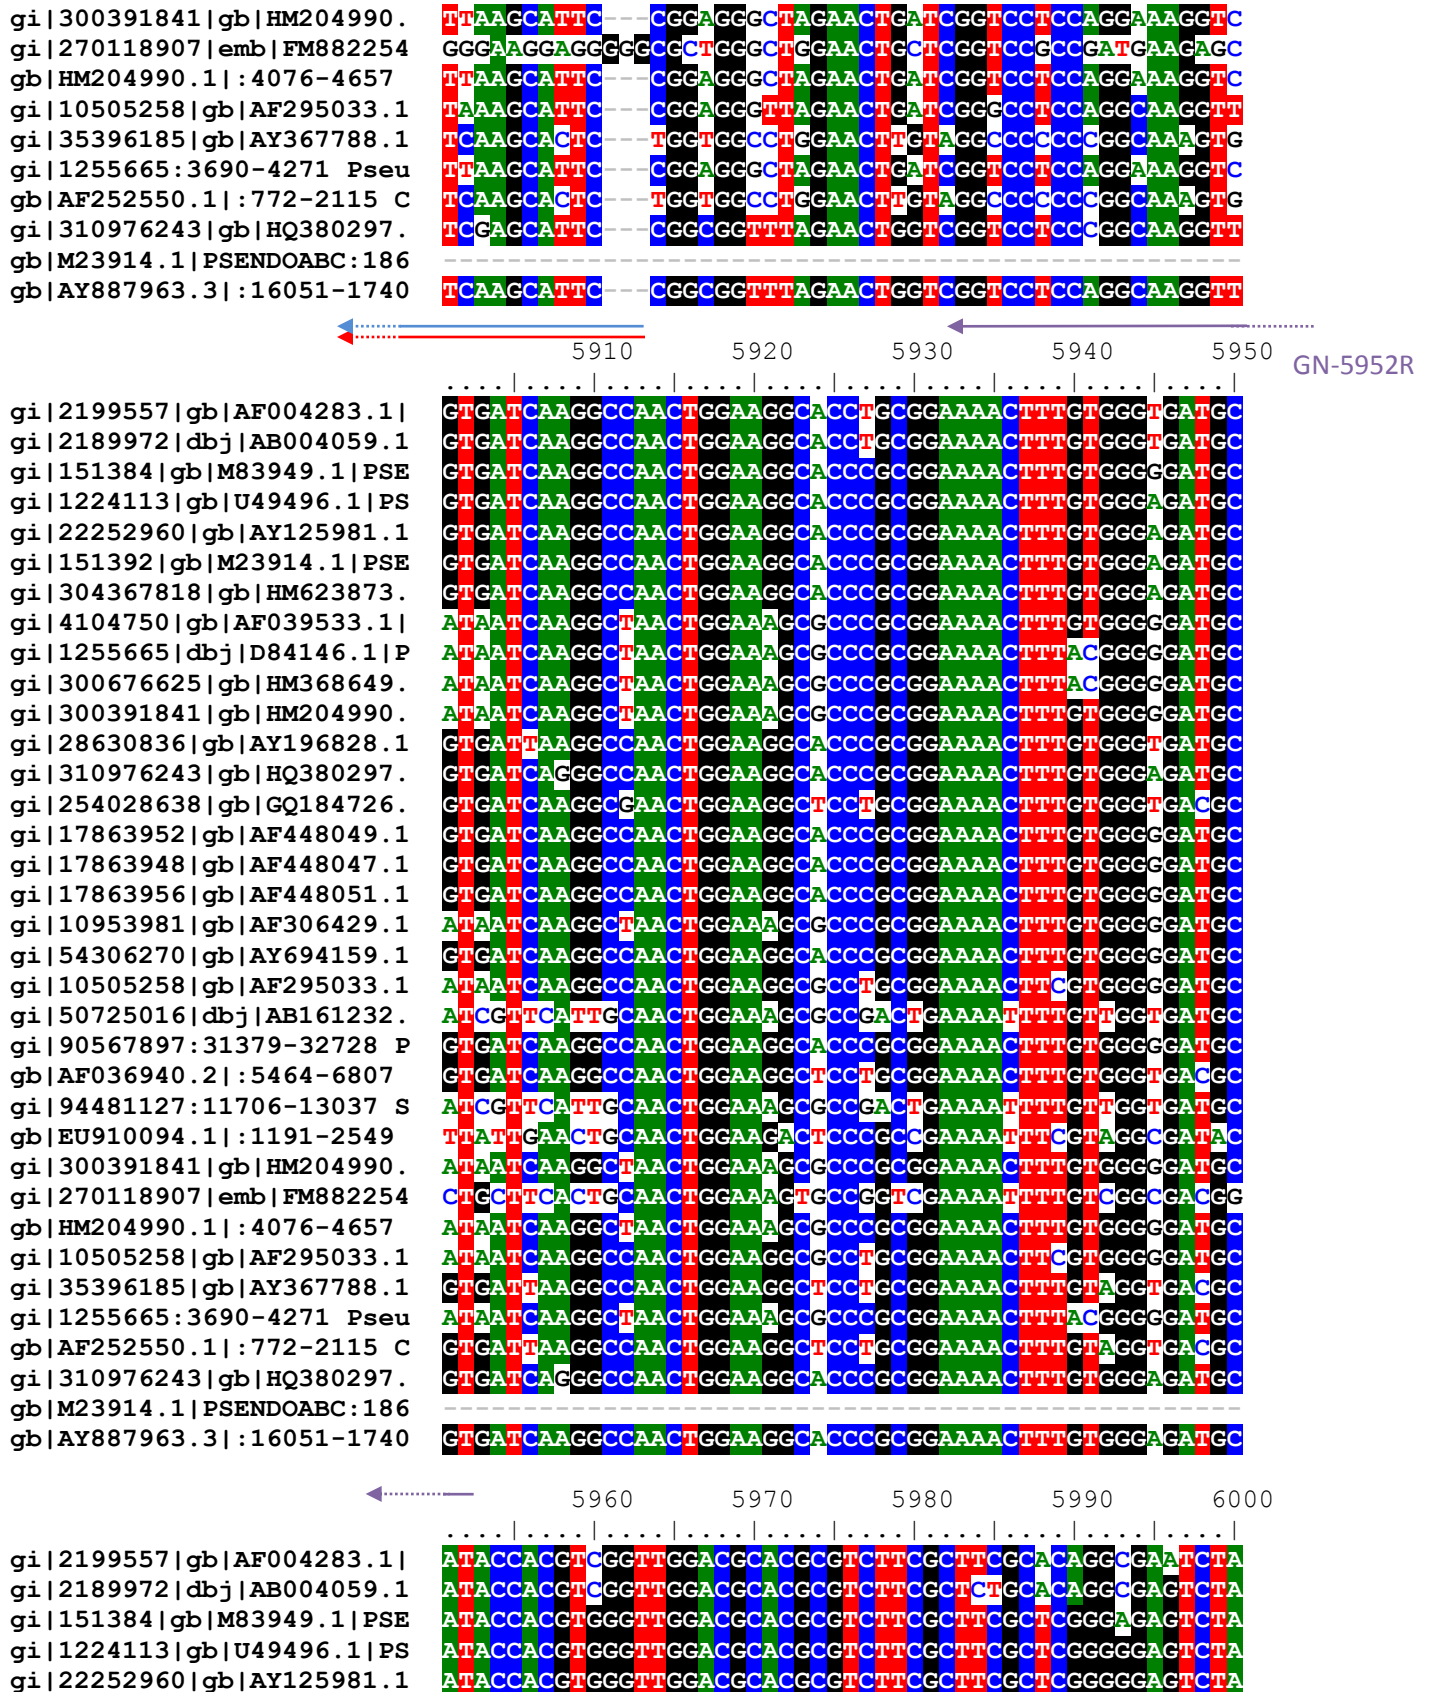 gi|300391841|gb|HM204990. TTAAGCATTC---CGGAGGGCTAGAACTGATCGGTCCTCCAGGAAAGGTC
gi|270118907|emb|FM882254 GGGAAGGAGGGGGCGCTGGGCTGGAACTGCTCGGTCCGCCGATGAAGAGC
gb|HM204990.1|:4076-4657 TTAAGCATTC---CGGAGGGCTAGAACTGATCGGTCCTCCAGGAAAGGTC
gi|10505258|gb|AF295033.1 TAAAGCATTC---CGGAGGGTTAGAACTGATCGGGCCTCCAGGCAAGGTT
gi|35396185|gb|AY367788.1 TCAAGCACTC---TGGTGGCCTGGAACTTGTAGGCCCCCCCGGCAAAGTG
gi|1255665:3690-4271 Pseu TTAAGCATTC---CGGAGGGCTAGAACTGATCGGTCCTCCAGGAAAGGTC
gb|AF252550.1|:772-2115 C TCAAGCACTC---TGGTGGCCTGGAACTTGTAGGCCCCCCCGGCAAAGTG
gi|310976243|gb|HQ380297. TCGAGCATTC---CGGCGGTTTAGAACTGGTCGGTCCTCCCGGCAAGGTT
gb|M23914.1|PSENDOABC:186 --------------------------------------------------
gb|AY887963.3|:16051-1740 TCAAGCATTC---CGGCGGTTTAGAACTGGTCGGTCCTCCAGGCAAGGTT
5910 5920 5930 5940 5950
GN-5952R
....|....|....|....|....|....|....|....|....|....|
gi|2199557|gb|AF004283.1| GTGATCAAGGCCAACTGGAAGGCACCTGCGGAAAACTTTGTGGGTGATGC
gi|2189972|dbj|AB004059.1 GTGATCAAGGCCAACTGGAAGGCACCTGCGGAAAACTTTGTGGGTGATGC
gi|151384|gb|M83949.1|PSE GTGATCAAGGCCAACTGGAAGGCACCCGCGGAAAACTTTGTGGGGGATGC
gi|1224113|gb|U49496.1|PS GTGATCAAGGCCAACTGGAAGGCACCCGCGGAAAACTTTGTGGGAGATGC
gi|22252960|gb|AY125981.1 GTGATCAAGGCCAACTGGAAGGCACCCGCGGAAAACTTTGTGGGAGATGC
gi|151392|gb|M23914.1|PSE GTGATCAAGGCCAACTGGAAGGCACCCGCGGAAAACTTTGTGGGAGATGC
gi|304367818|gb|HM623873. GTGATCAAGGCCAACTGGAAGGCACCCGCGGAAAACTTTGTGGGAGATGC
gi|4104750|gb|AF039533.1| ATAATCAAGGCTAACTGGAAAGCGCCCGCGGAAAACTTTGTGGGGGATGC
gi|1255665|dbj|D84146.1|P ATAATCAAGGCTAACTGGAAAGCGCCCGCGGAAAACTTTACGGGGGATGC
gi|300676625|gb|HM368649. ATAATCAAGGCTAACTGGAAAGCGCCCGCGGAAAACTTTACGGGGGATGC
gi|300391841|gb|HM204990. ATAATCAAGGCTAACTGGAAAGCGCCCGCGGAAAACTTTGTGGGGGATGC
gi|28630836|gb|AY196828.1 GTGATTAAGGCCAACTGGAAGGCACCCGCGGAAAACTTTGTGGGTGATGC
gi|310976243|gb|HQ380297. GTGATCAGGGCCAACTGGAAGGCACCCGCGGAAAACTTTGTGGGAGATGC
gi|254028638|gb|GQ184726. GTGATCAAGGCGAACTGGAAGGCTCCTGCGGAAAACTTTGTGGGTGACGC
gi|17863952|gb|AF448049.1 GTGATCAAGGCCAACTGGAAGGCACCCGCGGAAAACTTTGTGGGGGATGC
gi|17863948|gb|AF448047.1 GTGATCAAGGCCAACTGGAAGGCACCCGCGGAAAACTTTGTGGGGGATGC
gi|17863956|gb|AF448051.1 GTGATCAAGGCCAACTGGAAGGCACCCGCGGAAAACTTTGTGGGGGATGC
gi|10953981|gb|AF306429.1 ATAATCAAGGCTAACTGGAAAGCGCCCGCGGAAAACTTTGTGGGGGATGC
gi|54306270|gb|AY694159.1 GTGATCAAGGCCAACTGGAAGGCACCCGCGGAAAACTTTGTGGGGGATGC
gi|10505258|gb|AF295033.1 ATAATCAAGGCCAACTGGAAGGCGCCTGCGGAAAACTTCGTGGGGGATGC
gi|50725016|dbj|AB161232. ATCGTTCATTGCAACTGGAAAGCGCCGACTGAAAATTTTGTTGGTGATGC
gi|90567897:31379-32728 P GTGATCAAGGCCAACTGGAAGGCACCCGCGGAAAACTTTGTGGGGGATGC
gb|AF036940.2|:5464-6807 GTGATCAAGGCCAACTGGAAGGCTCCTGCGGAAAACTTTGTGGGTGACGC
gi|94481127:11706-13037 S ATCGTTCATTGCAACTGGAAAGCGCCGACTGAAAATTTTGTTGGTGATGC
gb|EU910094.1|:1191-2549 TTATTGAACTGCAACTGGAAGACTCCCGCCGAAAATTTCGTAGGCGATAC
gi|300391841|gb|HM204990. ATAATCAAGGCTAACTGGAAAGCGCCCGCGGAAAACTTTGTGGGGGATGC
gi|270118907|emb|FM882254 CTGCTTCACTGCAACTGGAAAGTGCCGGTCGAAAATTTTGTCGGCGACGG
gb|HM204990.1|:4076-4657 ATAATCAAGGCTAACTGGAAAGCGCCCGCGGAAAACTTTGTGGGGGATGC
gi|10505258|gb|AF295033.1 ATAATCAAGGCCAACTGGAAGGCGCCTGCGGAAAACTTCGTGGGGGATGC
gi|35396185|gb|AY367788.1 GTGATTAAGGCCAACTGGAAGGCTCCTGCGGAAAACTTTGTAGGTGACGC
gi|1255665:3690-4271 Pseu ATAATCAAGGCTAACTGGAAAGCGCCCGCGGAAAACTTTACGGGGGATGC
gb|AF252550.1|:772-2115 C GTGATTAAGGCCAACTGGAAGGCTCCTGCGGAAAACTTTGTAGGTGACGC
gi|310976243|gb|HQ380297. GTGATCAGGGCCAACTGGAAGGCACCCGCGGAAAACTTTGTGGGAGATGC
gb|M23914.1|PSENDOABC:186 --------------------------------------------------
gb|AY887963.3|:16051-1740 GTGATCAAGGCCAACTGGAAGGCACCCGCGGAAAACTTTGTGGGAGATGC
5960 5970 5980 5990 6000
....|....|....|....|....|....|....|....|....|....|
gi|2199557|gb|AF004283.1| ATACCACGTCGGTTGGACGCACGCGTCTTCGCTTCGCACAGGCGAATCTA
gi|2189972|dbj|AB004059.1 ATACCACGTCGGTTGGACGCACGCGTCTTCGCTCTGCACAGGCGAGTCTA
gi|151384|gb|M83949.1|PSE ATACCACGTGGGTTGGACGCACGCGTCTTCGCTTCGCTCGGGAGAGTCTA
gi|1224113|gb|U49496.1|PS ATACCACGTGGGTTGGACGCACGCGTCTTCGCTTCGCTCGGGGGAGTCTA
gi|22252960|gb|AY125981.1 ATACCACGTGGGTTGGACGCACGCGTCTTCGCTTCGCTCGGGGGAGTCTA